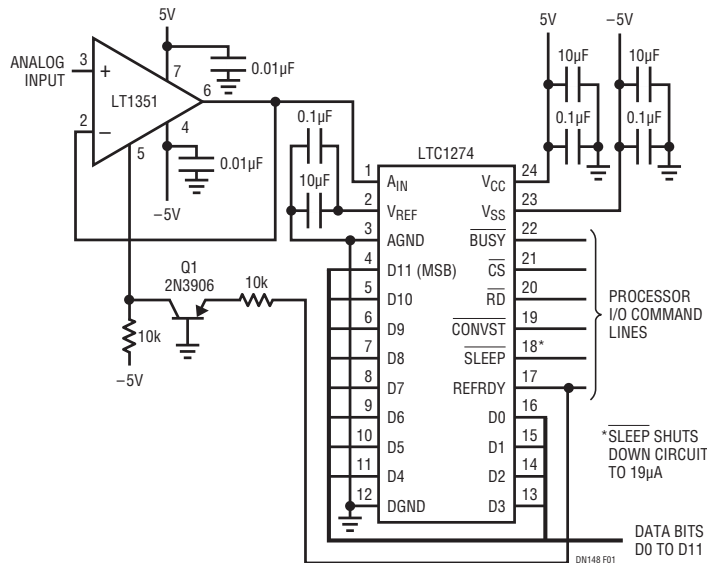 5V
ANALOG
INPUT
3
+
7
0.01µF
LT1351
6
2
–
4
5
0.01µF
–5V
0.1µF
10µF
5V
–5V
10µF
10µF
0.1µF
0.1µF
LTC1274
1
AIN
VCC
24
2
VREF
VSS
23
3
AGND
BUSY
22
4
D11 (MSB)
CS
21
5
D10
RD
20
6
D9
CONVST
19
7
D8
SLEEP
18*
8
D7
REFRDY
17
9
D6
D0
16
10
D5
D1
15
11
D4
D2
14
12
DGND
D3
13
PROCESSOR
I/O COMMAND
LINES
Q1
2N3906
10k
10k
–5V
*SLEEP SHUTS
DOWN CIRCUIT
TO 19µA
DATA BITS
D0 TO D11
DN148 F01